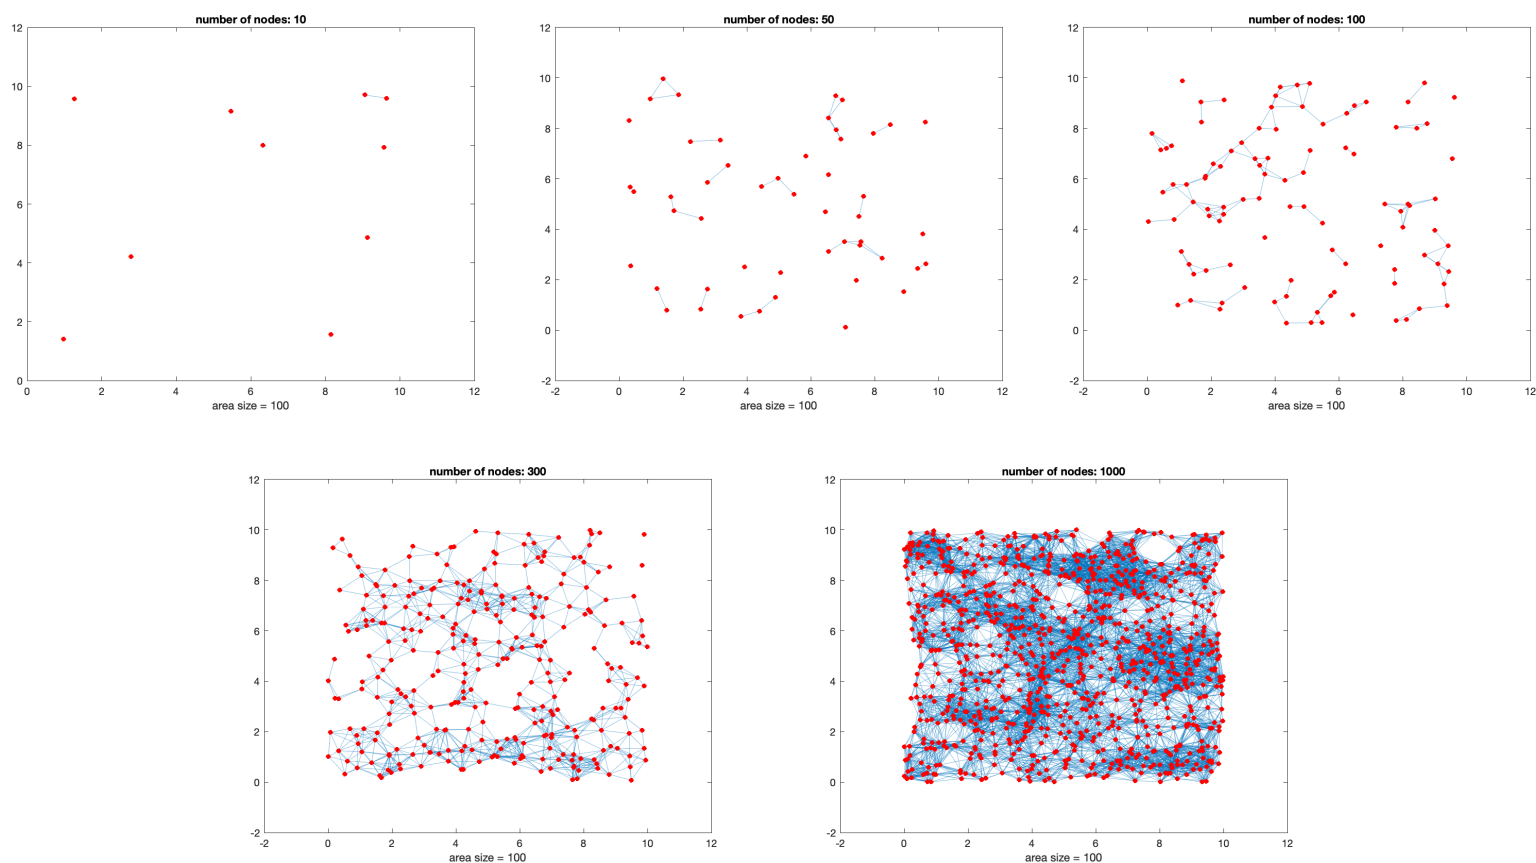 number of nodes: 10
12
10
8
6
4
2
0
0 2 4 6 8 10 12
area size = 100
number of nodes: 50
12
10
8
6
4
2
0
-2
-2 0 2 4 6 8 10 12
area size = 100
number of nodes: 100
12
10
8
6
4
2
0
-2
-2 0 2 4 6 8 10 12
area size = 100
number of nodes: 300
12
10
8
6
4
2
0
-2
-2 0 2 4 6 8 10 12
area size = 100
number of nodes: 1000
12
10
8
6
4
2
0
-2
-2 0 2 4 6 8 10 12
area size = 100